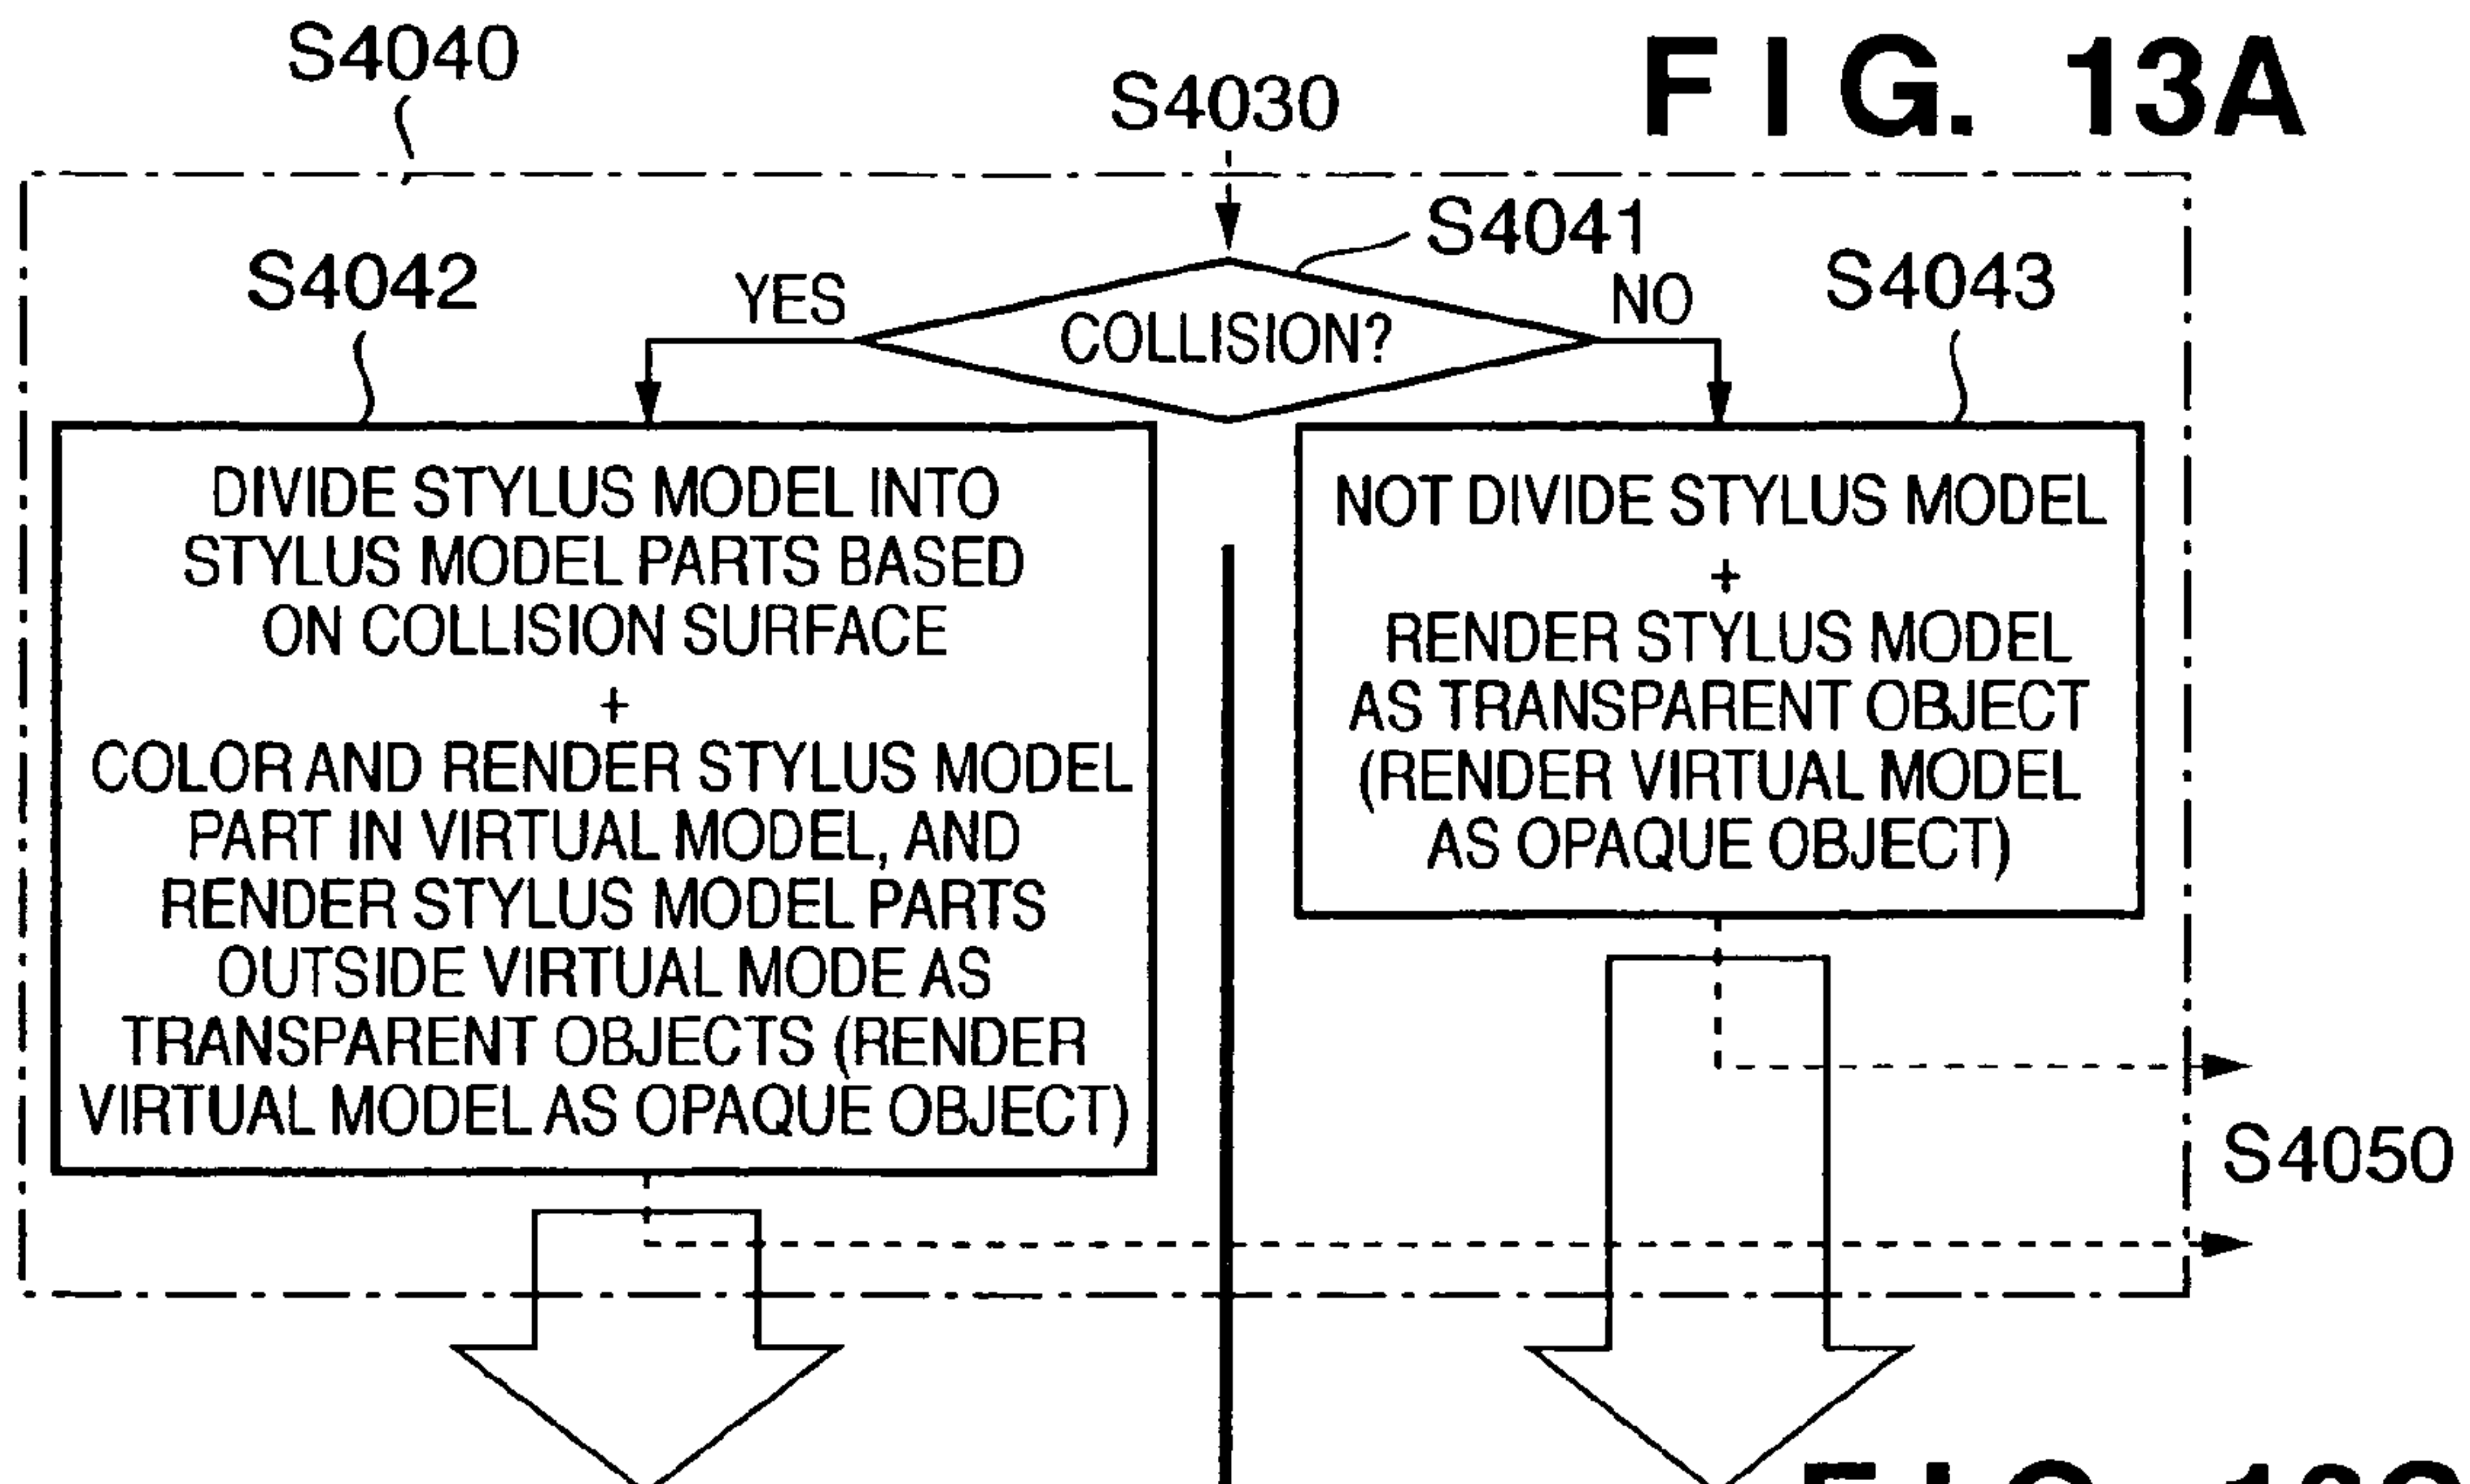 S4040
S4030
F I G. 13A
S4041
S4042
YES
NO
S4043
COLLISION?
DIVIDE STYLUS MODEL INTO
STYLUS MODEL PARTS BASED
ON COLLISION SURFACE
+
COLOR AND RENDER STYLUS MODEL
PART IN VIRTUAL MODEL, AND
RENDER STYLUS MODEL PARTS
OUTSIDE VIRTUAL MODE AS
TRANSPARENT OBJECTS (RENDER
VIRTUAL MODEL AS OPAQUE OBJECT)
NOT DIVIDE STYLUS MODEL
+
RENDER STYLUS MODEL
AS TRANSPARENT OBJECT
(RENDER VIRTUAL MODEL
AS OPAQUE OBJECT)
S4050